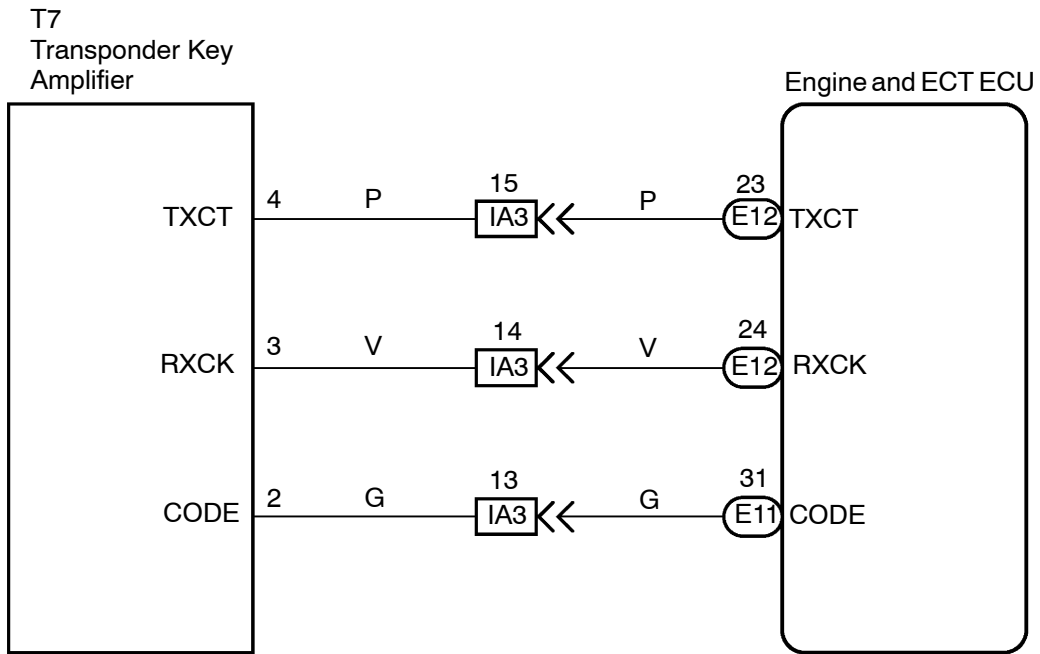 T7
Transponder Key
Amplifier
Engine and ECT ECU
TXCT 4 P 15 IA3 P 23 E12 TXCT
RXCK 3 V 14 IA3 V 24 E12 RXCK
CODE 2 G 13 IA3 G 31 E11 CODE